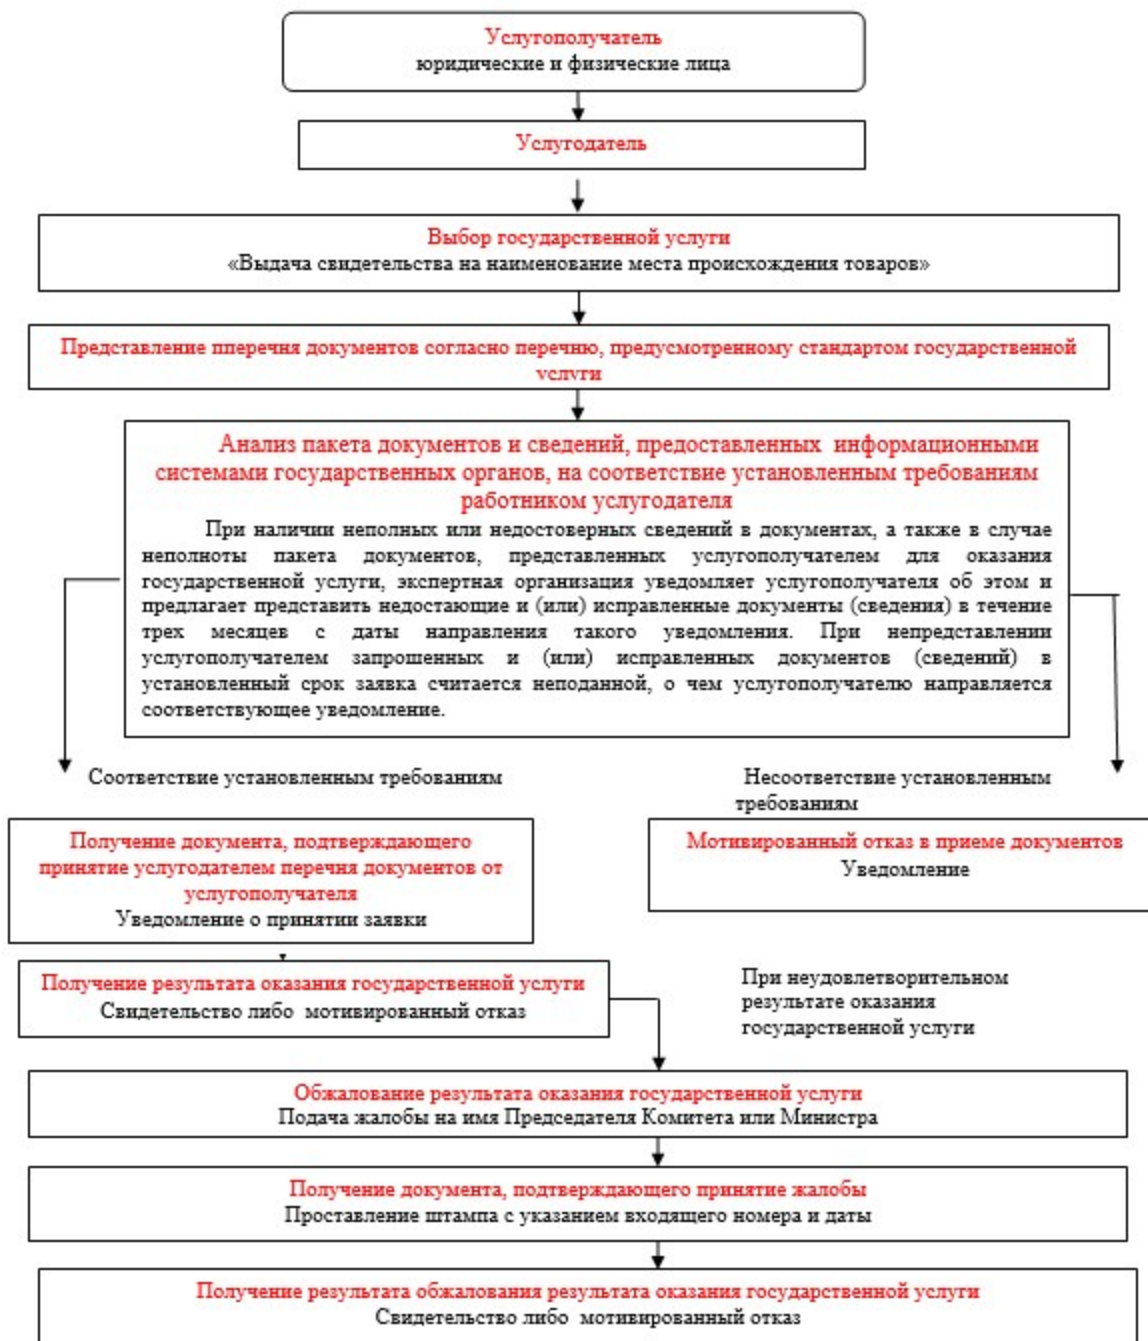 Услугополучатель
юридические и физические лица
Услугодатель
Выбор государственной услуги
«Выдача свидетельства на наименование места происхождения товаров»
Представление пперечня документов согласно перечню, предусмотренному стандартом государственной
услуги
Анализ пакета документов и сведений, предоставленных информационными
системами государственных органов, на соответствие установленным требованиям
работником услугодателя
При наличии неполных или недостоверных сведений в документах, а также в случае
неполноты пакета документов, представленных услугополучателем для оказания
государственной услуги, экспертная организация уведомляет услугополучателя об этом и
предлагает представить недостающие и (или) исправленные документы (сведения) в течение
трех месяцев с даты направления такого уведомления. При непредставлении
услугополучателем запрошенных и (или) исправленных документов (сведений) в
установленный срок заявка считается неподанной, о чем услугополучателю направляется
соответствующее уведомление.
Соответствие установленным требованиям
Несоответствие установленным
требованиям
Получение документа, подтверждающего
принятие услугодателем перечня документов от
услугополучателя
Уведомление о принятии заявки
Мотивированный отказ в приеме документов
Уведомление
Получение результата оказания государственной услуги
Свидетельство либо мотивированный отказ
При неудовлетворительном
результате оказания
государственной услуги
Обжалование результата оказания государственной услуги
Подача жалобы на имя Председателя Комитета или Министра
Получение документа, подтверждающего принятие жалобы
Проставление штампа с указанием входящего номера и даты
Получение результата обжалования результата оказания государственной услуги
Свидетельство либо мотивированный отказ